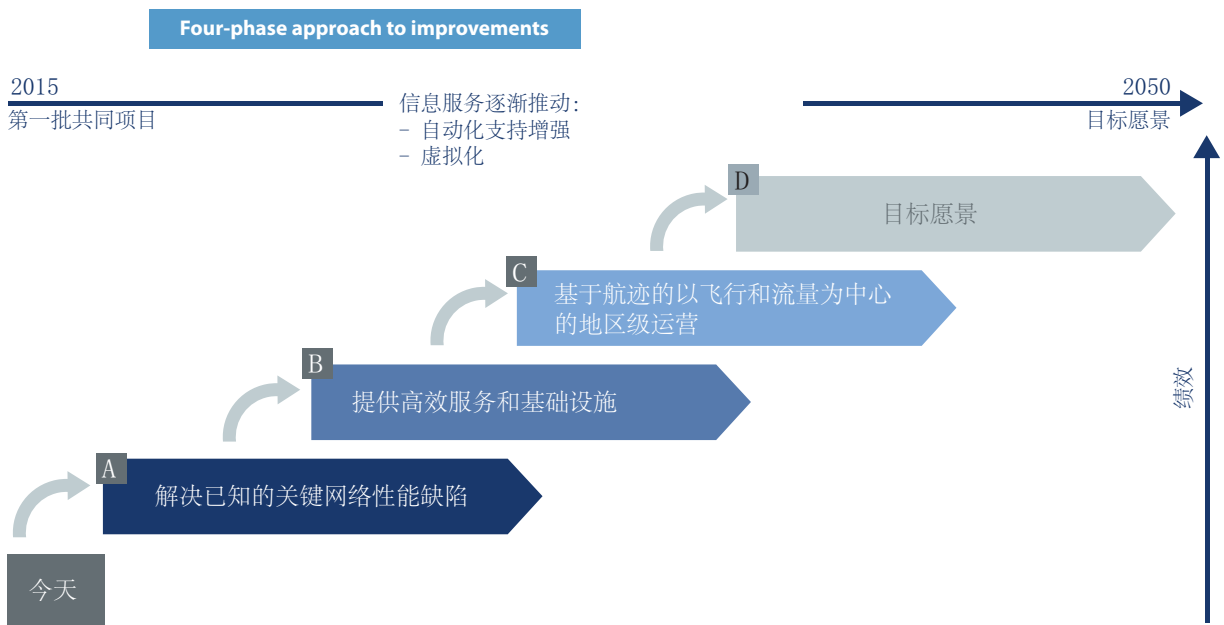 Four-phase approach to improvements
2015
第一批共同项目
信息服务逐渐推动:
- 自动化支持增强
- 虚拟化
2050
目标愿景
D
目标愿景
C
基于航迹的以飞行和流量为中心
的地区级运营
B
提供高效服务和基础设施
A
解决已知的关键网络性能缺陷
今天
绩效